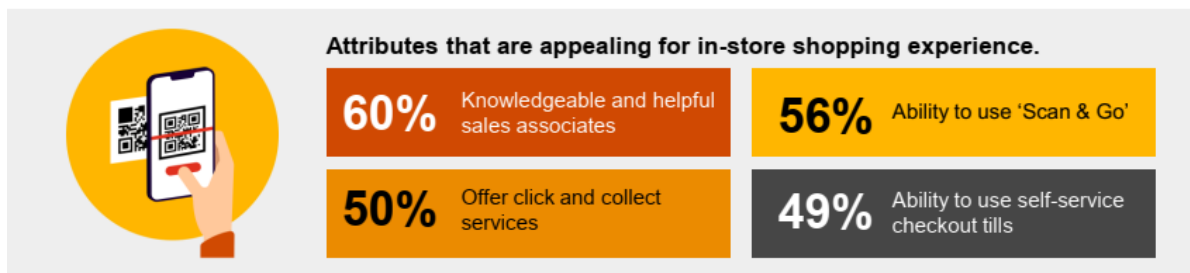 Attributes that are appealing for in-store shopping experience.
60%
Knowledgeable and helpful
sales associates
56%
Ability to use ‘Scan & Go’
50%
Offer click and collect
services
49%
Ability to use self-service
checkout tills